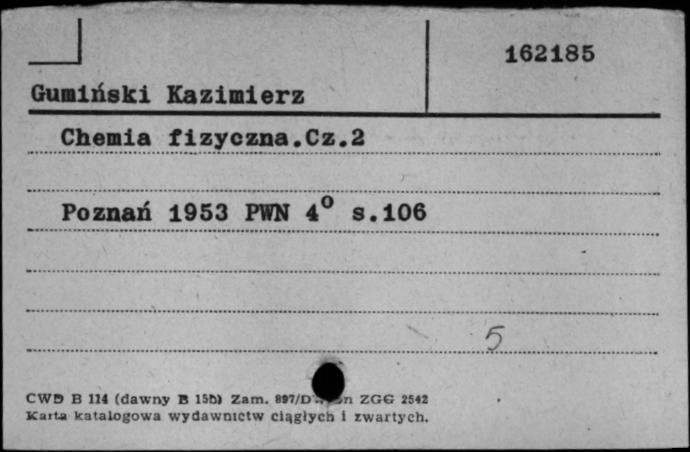 162185
Gumiński Kazimierz
Chemia fizyczna.Cz.2
Poznań 1953 PWN 4º s.106
5
CWD B 114 (dawny B 15b) Zam. 897/D ZGG 2542
Karta katalogowa wydawnictw ciągłych i zwartych.